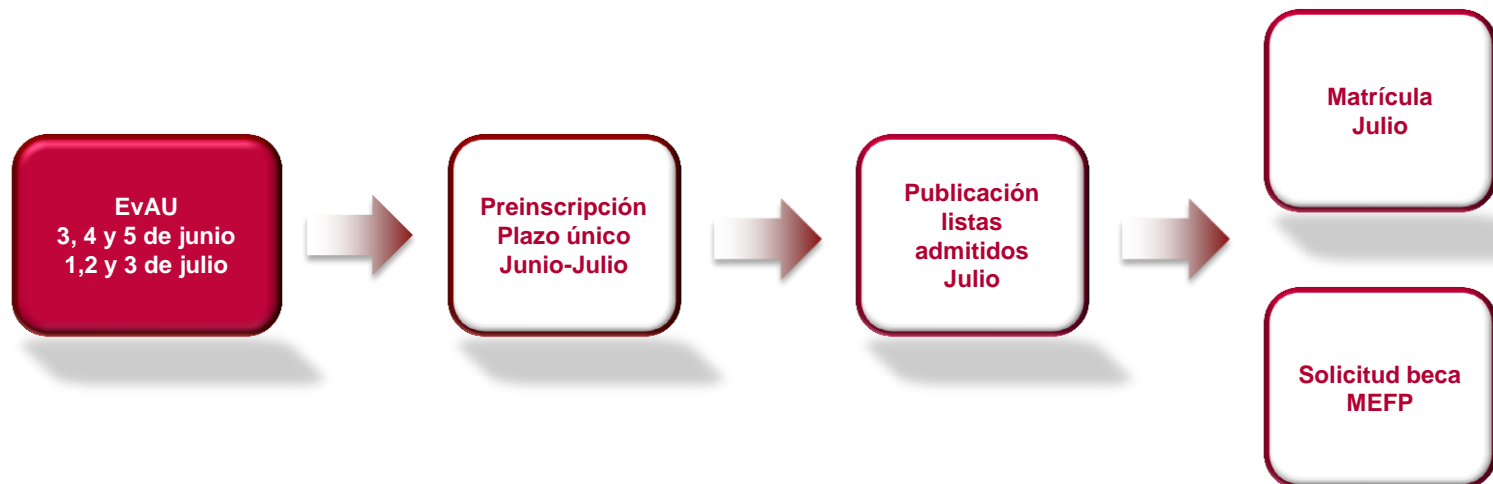 EvAU
3, 4 y 5 de junio
1,2 y 3 de julio
Preinscripción
Plazo único
Junio-Julio
Publicación
listas
admitidos
Julio
Matrícula
Julio
Solicitud beca
MEFP